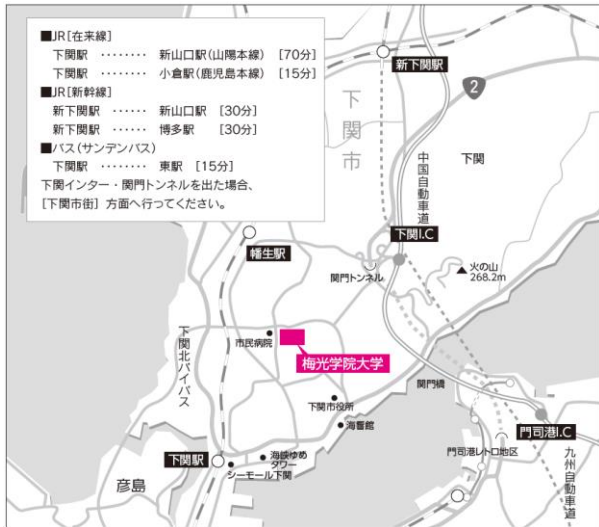 ■JR[在来線]
下関駅 ‥‥‥‥ 新山口駅(山陽本線) [70分]
下関駅 ‥‥‥‥ 小倉駅(鹿児島本線) [15分]
■JR[新幹線]
新下関駅 ‥‥‥ 新山口駅 [30分]
新下関駅 ‥‥‥ 博多駅 [30分]
■バス(サンデンバス)
下関駅 ‥‥‥‥ 東駅 [15分]
下関インター・関門トンネルを出た場合、
[下関市街] 方面へ行ってください。
新下関駅
2
下関市
中国自動車道
下関
下関I.C
幡生駅
関門トンネル
火の山
268.2m
下関北バイパス
市民病院
梅光学院大学
関門橋
下関市役所
海響館
門司港I.C
門司港レトロ地区
九州自動車道
下関駅
海峡ゆめ
タワー
シーモール下関
彦島